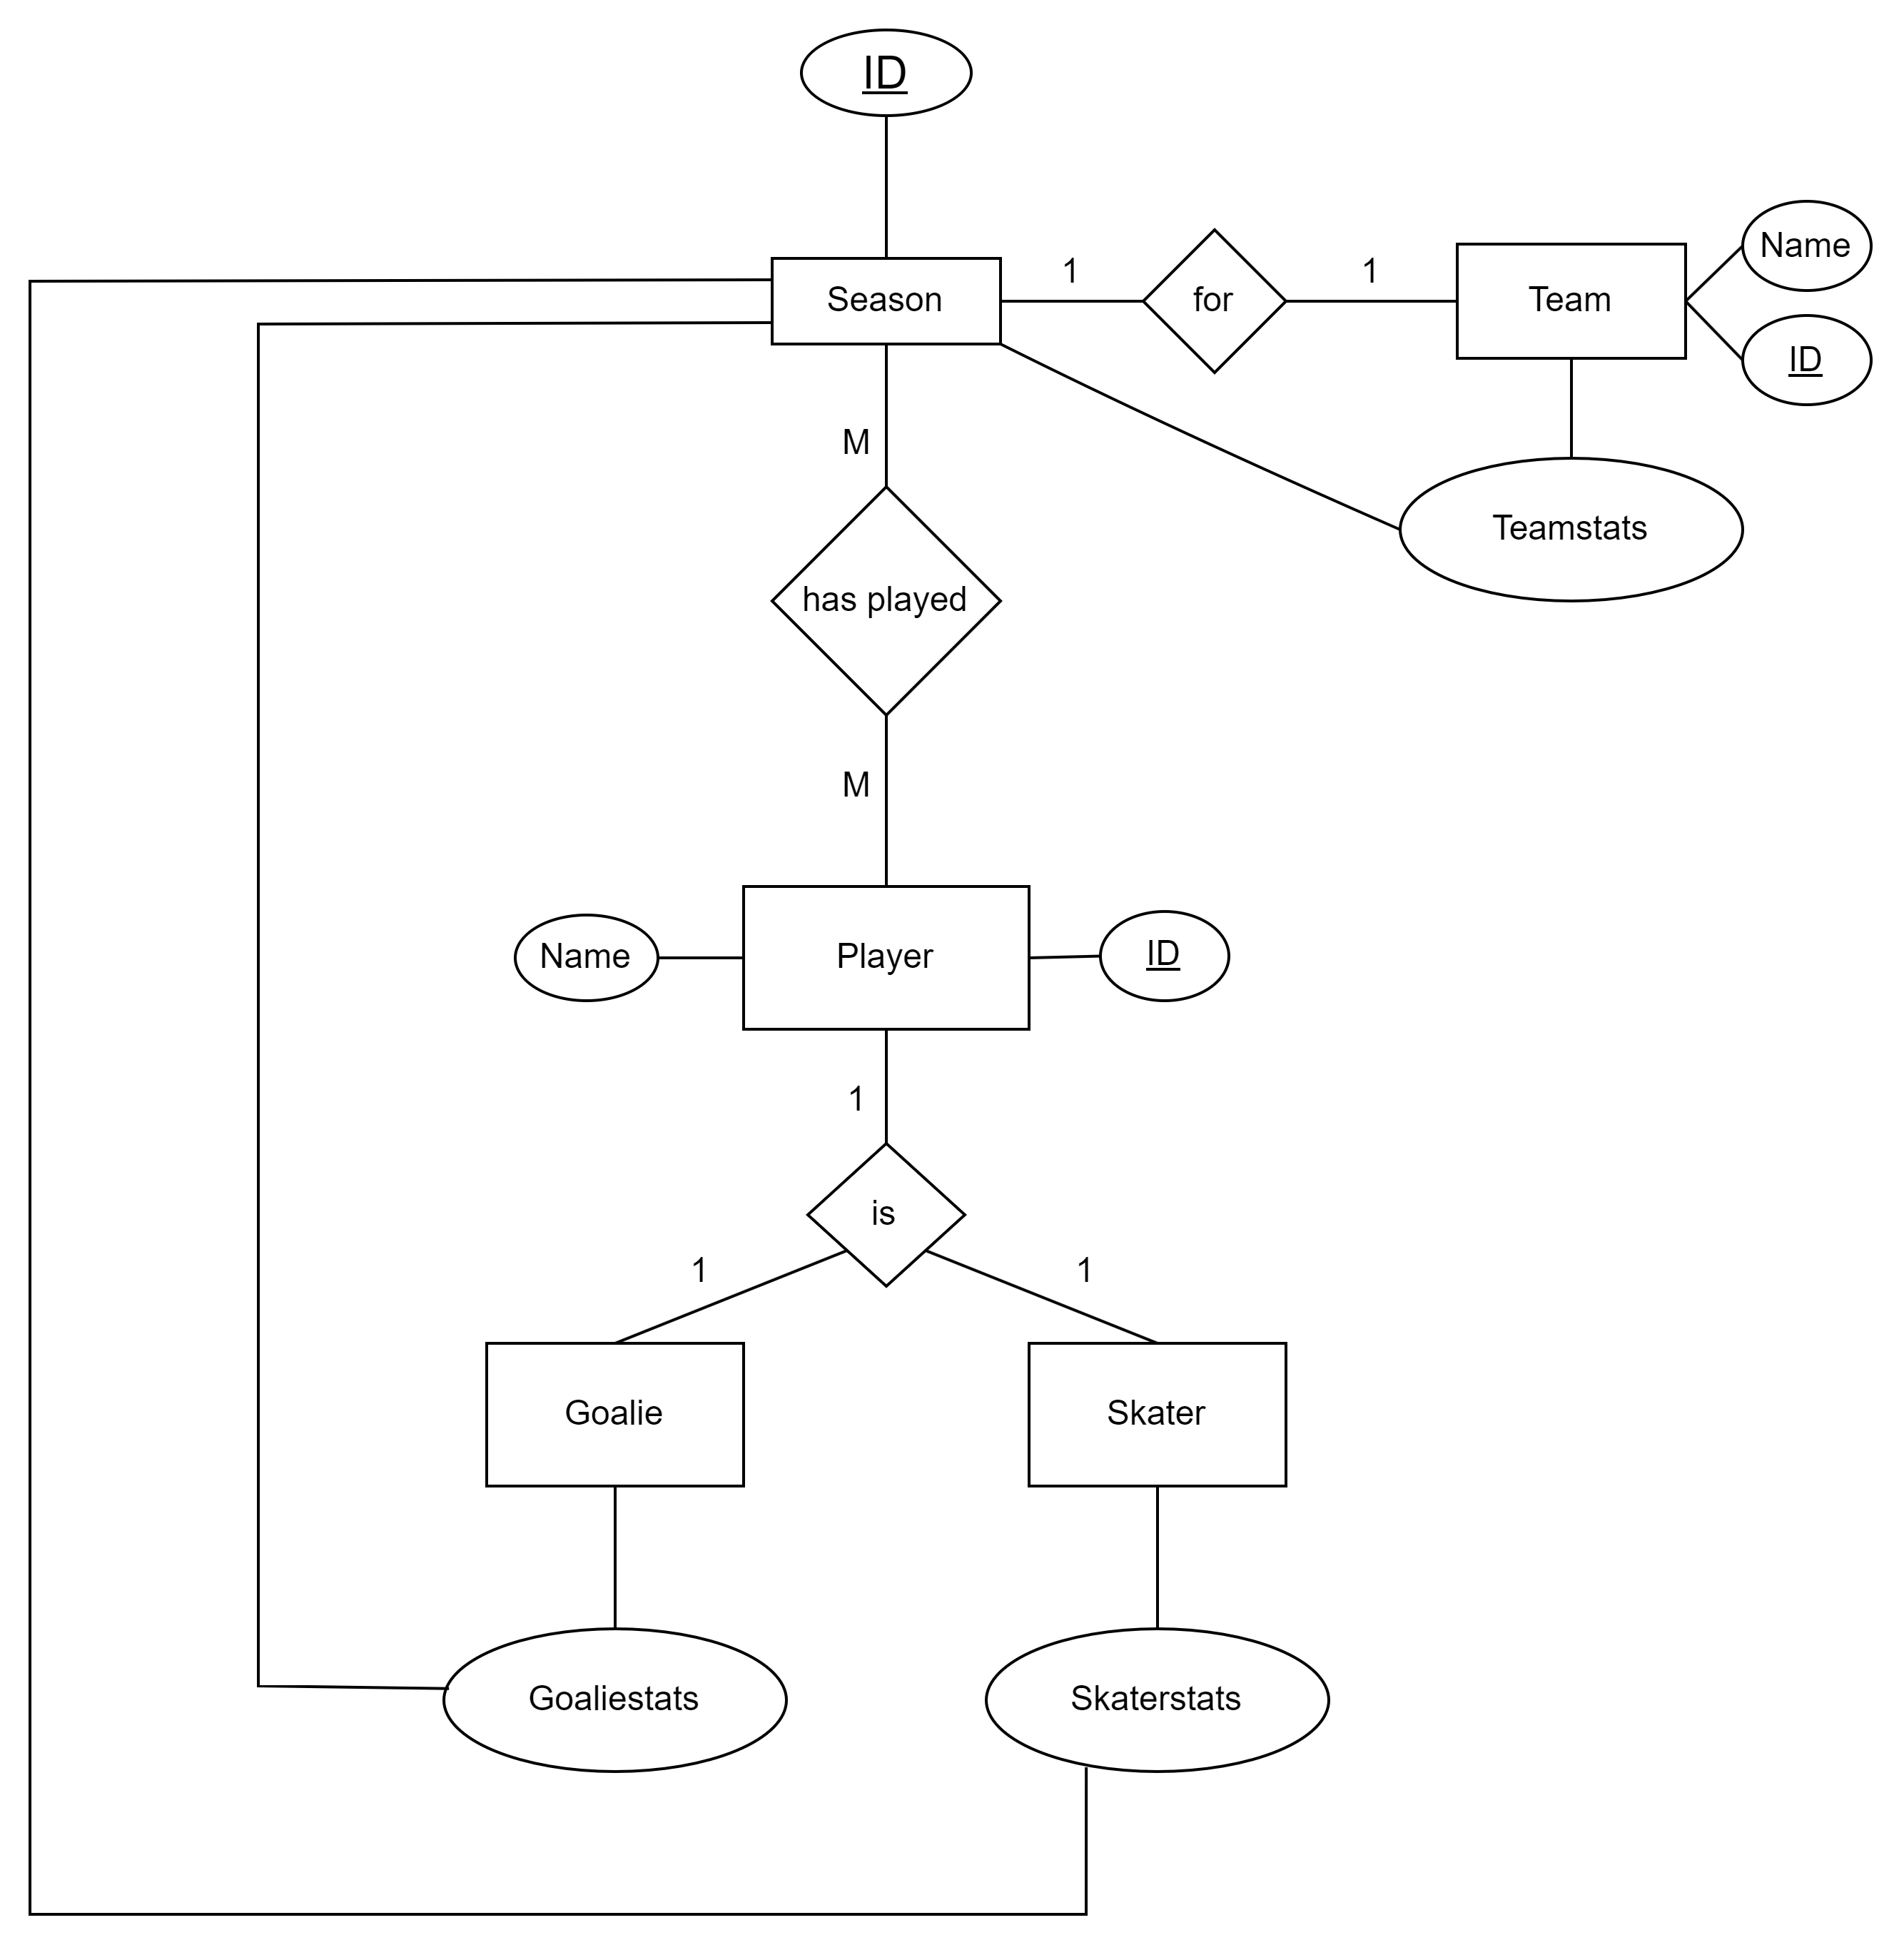 ID
Name
1
1
Season
for
Team
ID
M
Teamstats
has played
M
Name
Player
ID
1
is
1
1
Goalie
Skater
Goaliestats
Skaterstats